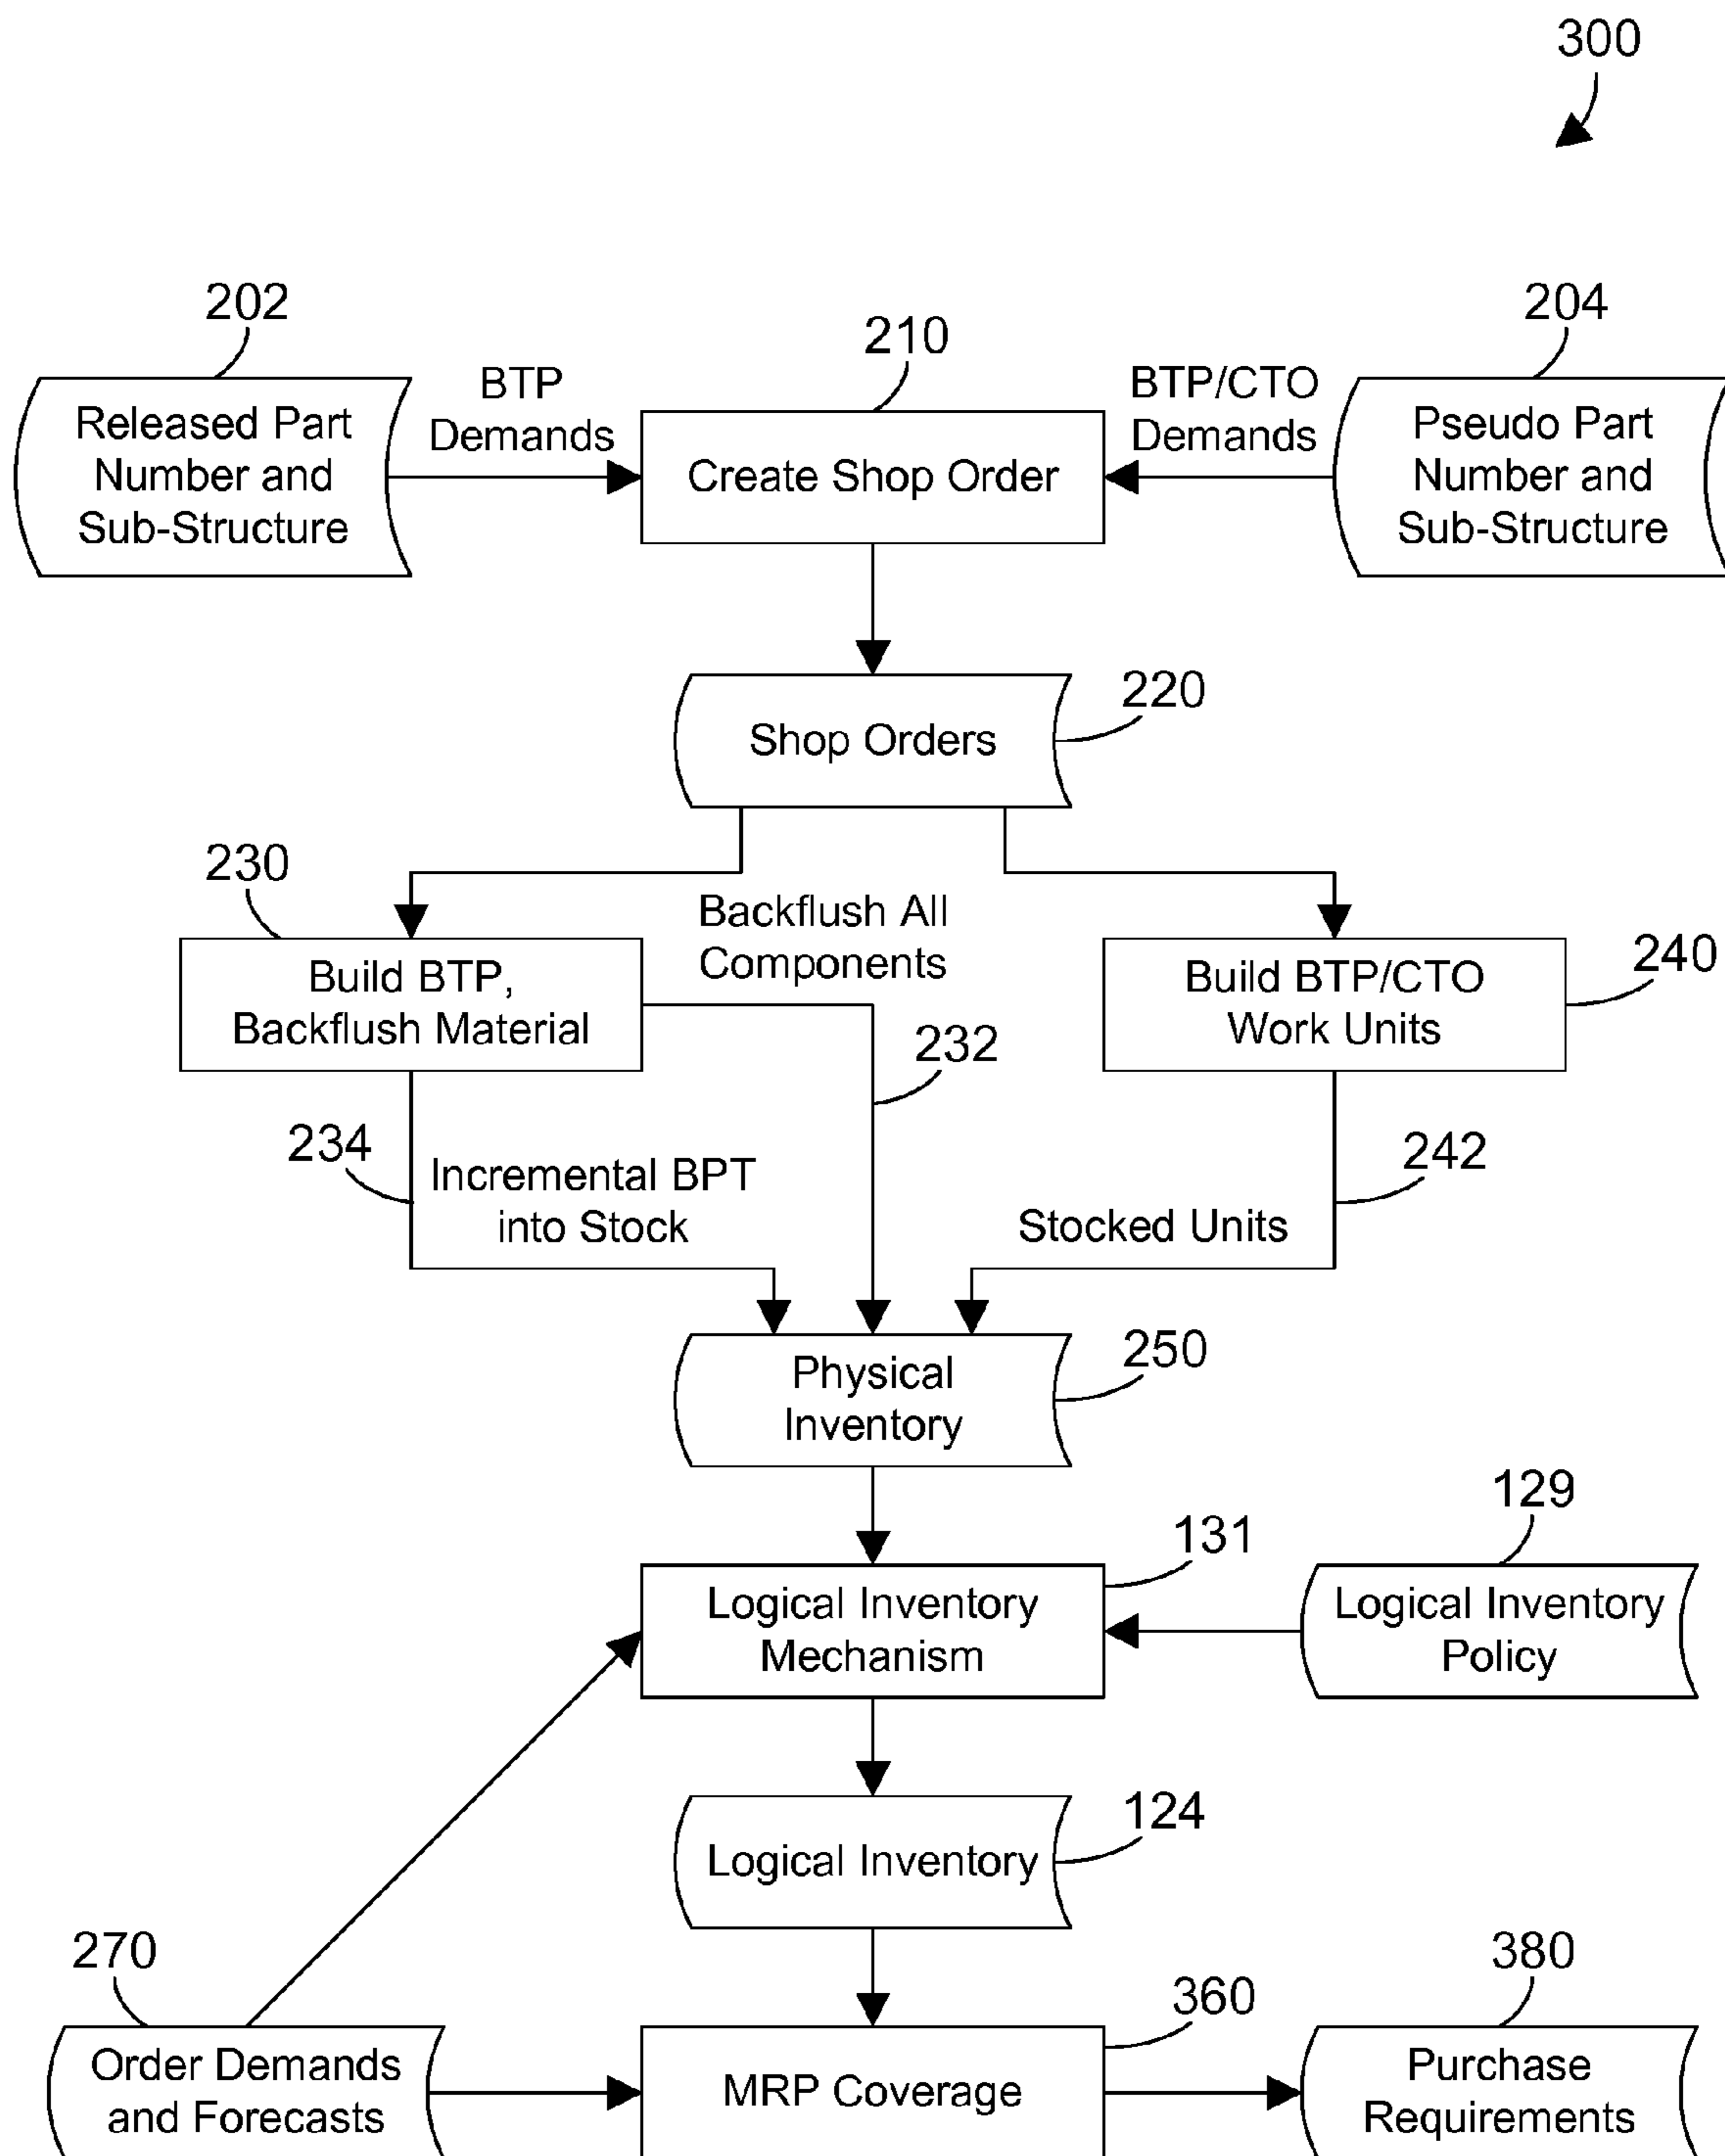 300
202
BTP
Demands
210
BTP/CTO
Demands
204
Released Part
Number and
Sub-Structure
Create Shop Order
Pseudo Part
Number and
Sub-Structure
Shop Orders
220
230
Backflush All
Components
Build BTP,
Backflush Material
232
Build BTP/CTO
Work Units
240
234
Incremental BPT
into Stock
Stocked Units
242
Physical
Inventory
250
Logical Inventory
Mechanism
131
129
Logical Inventory
Policy
Logical Inventory
124
270
Order Demands
and Forecasts
MRP Coverage
360
380
Purchase
Requirements